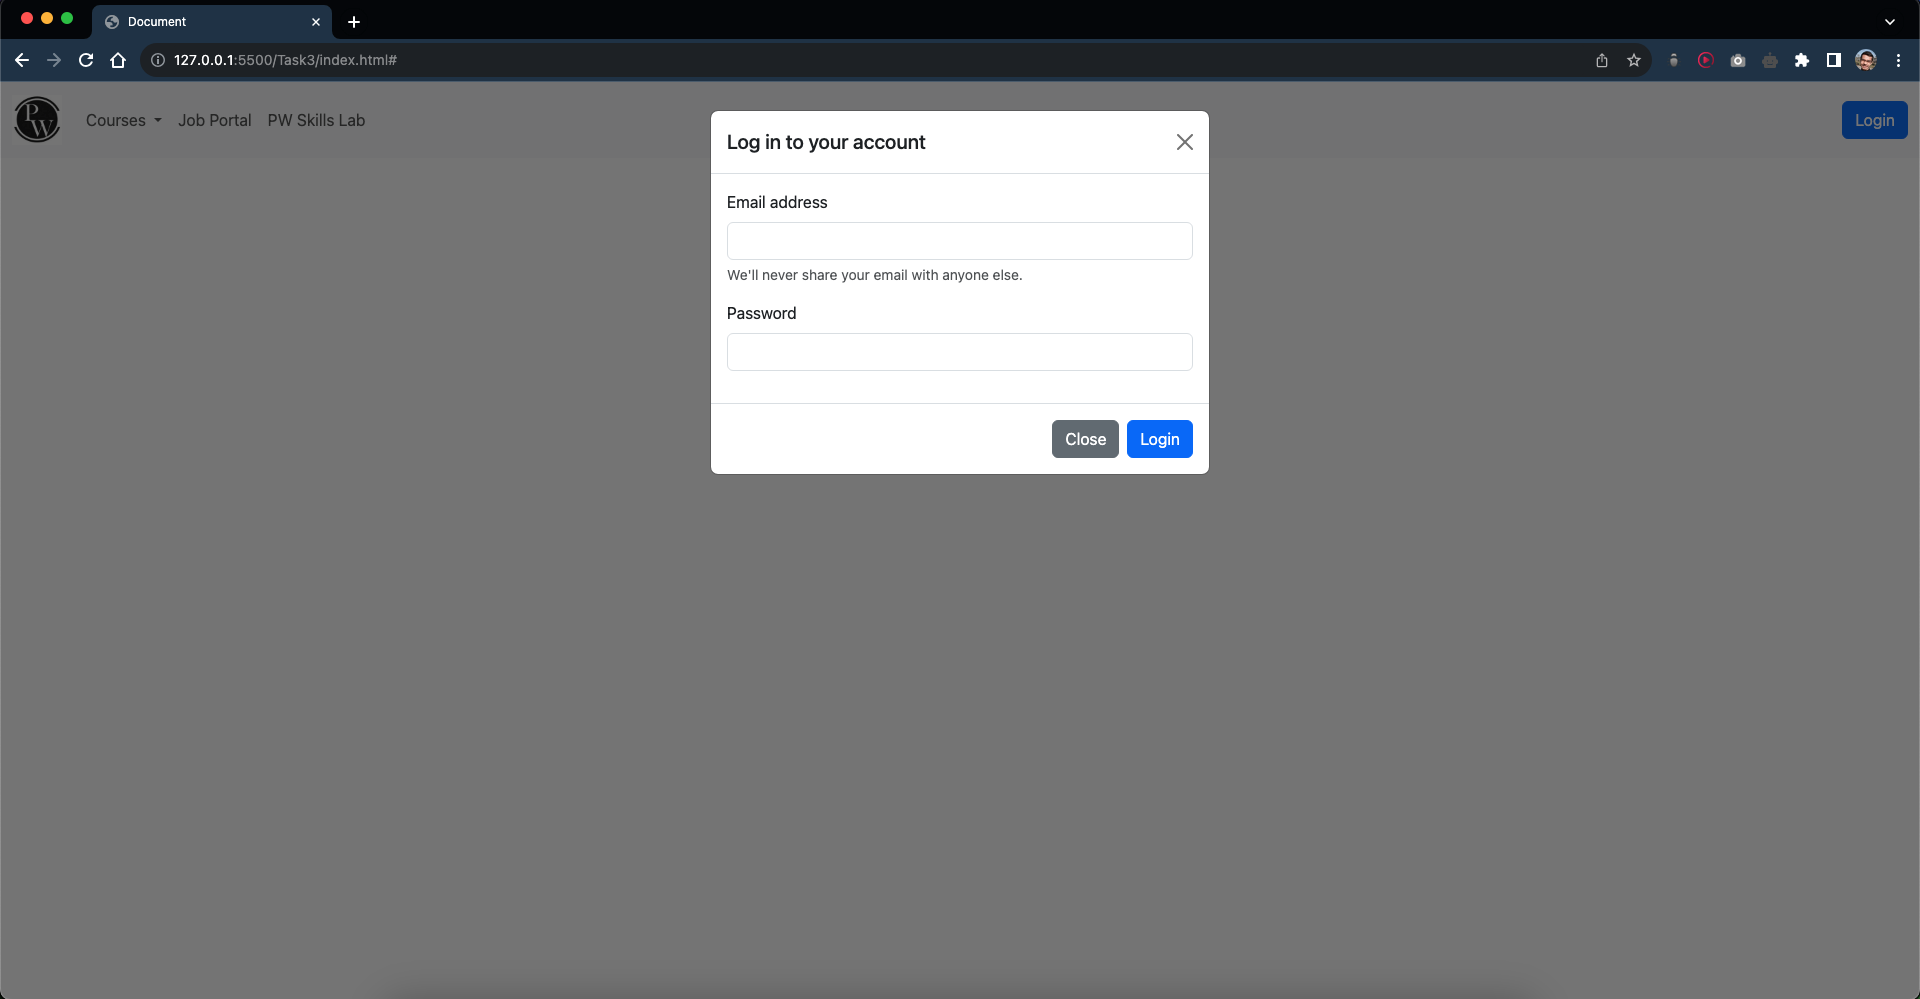 Document
127.0.0.1:5500/Task3/index.html#
PW
Courses
Job Portal
PW Skills Lab
Login
Log in to your account
Email address
We'll never share your email with anyone else.
Password
Close
Login